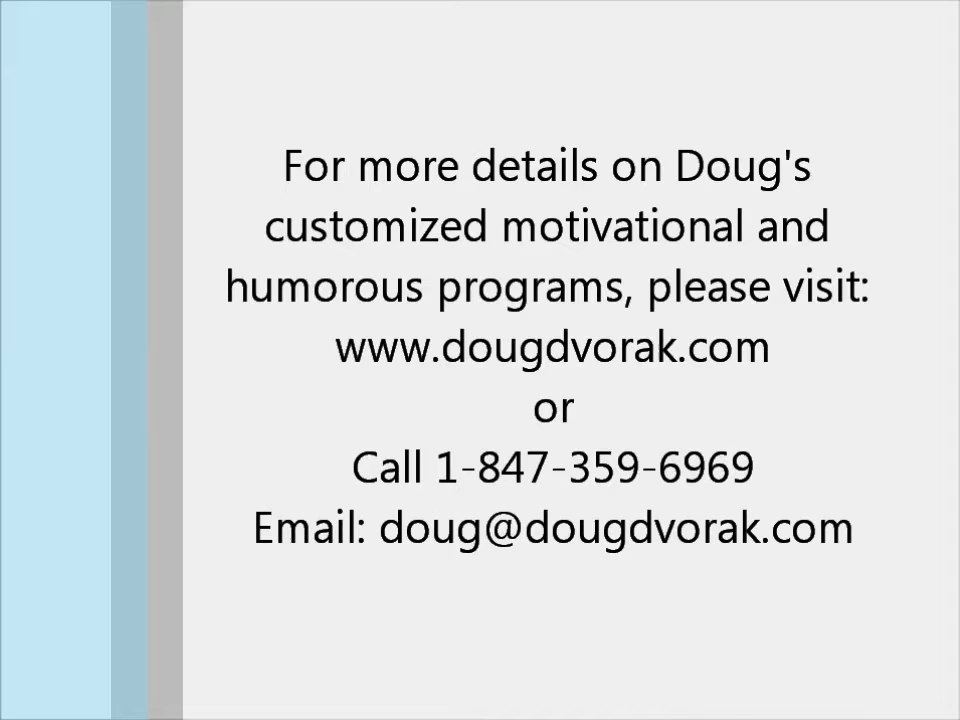 For more details on Doug's
customized motivational and
humorous programs, please visit:
www.dougdvorak.com
or
Call 1-847-359-6969
Email: doug@dougdvorak.com